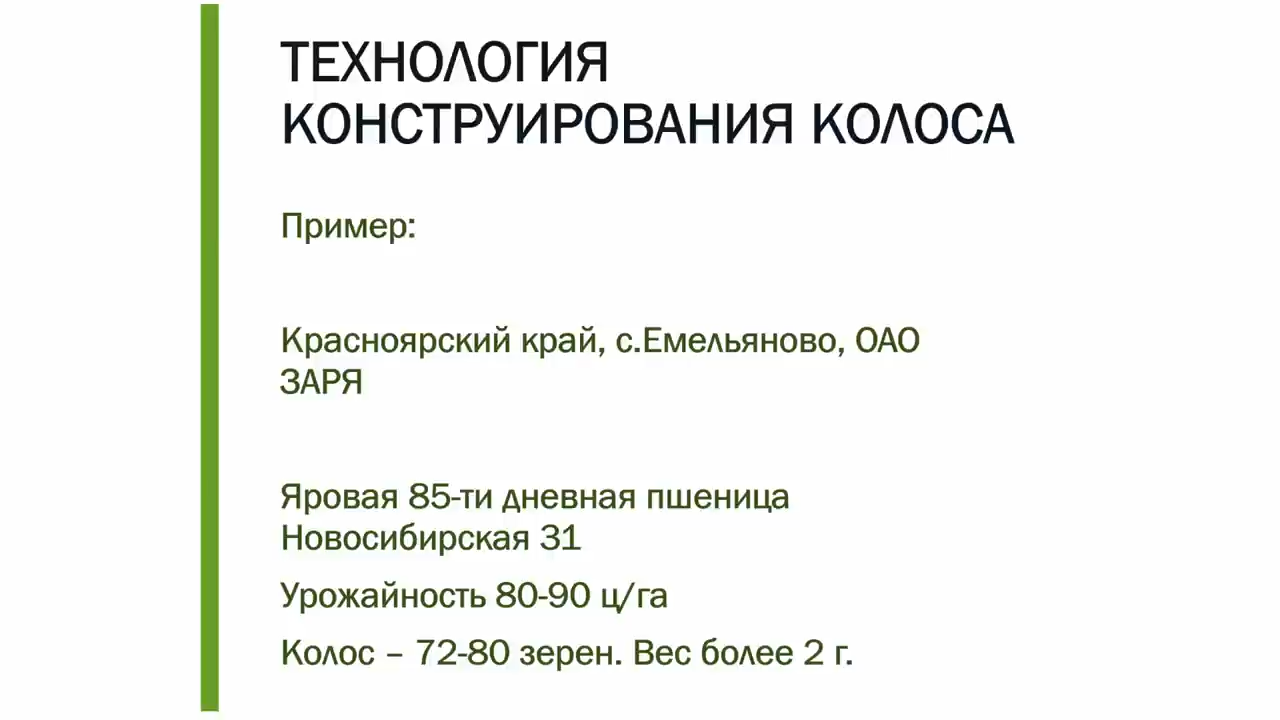 ТЕХНОЛОГИЯ
КОНСТРУИРОВАНИЯ КОЛОСА
Пример:
Красноярский край, с.Емельяново, ОАО
ЗАРЯ
Яровая 85-ти дневная пшеница
Новосибирская 31
Урожайность 80-90 ц/га
Колос – 72-80 зерен. Вес более 2 г.